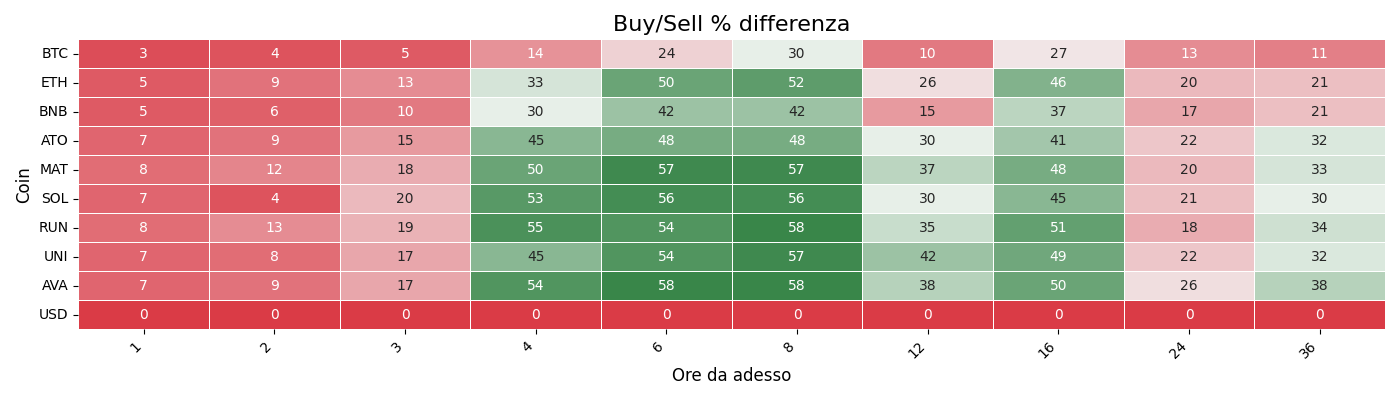 Buy/Sell % differenza
Coin
BTC 3 4 5 14 24 30 10 27 13 11
ETH 5 9 13 33 50 52 26 46 20 21
BNB 5 6 10 30 42 42 15 37 17 21
ATO 7 9 15 45 48 48 30 41 22 32
MAT 8 12 18 50 57 57 37 48 20 33
SOL 7 4 20 53 56 56 30 45 21 30
RUN 8 13 19 55 54 58 35 51 18 34
UNI 7 8 17 45 54 57 42 49 22 32
AVA 7 9 17 54 58 58 38 50 26 38
USD 0 0 0 0 0 0 0 0 0 0
1 2 3 4 6 8 12 16 24 36
Ore da adesso